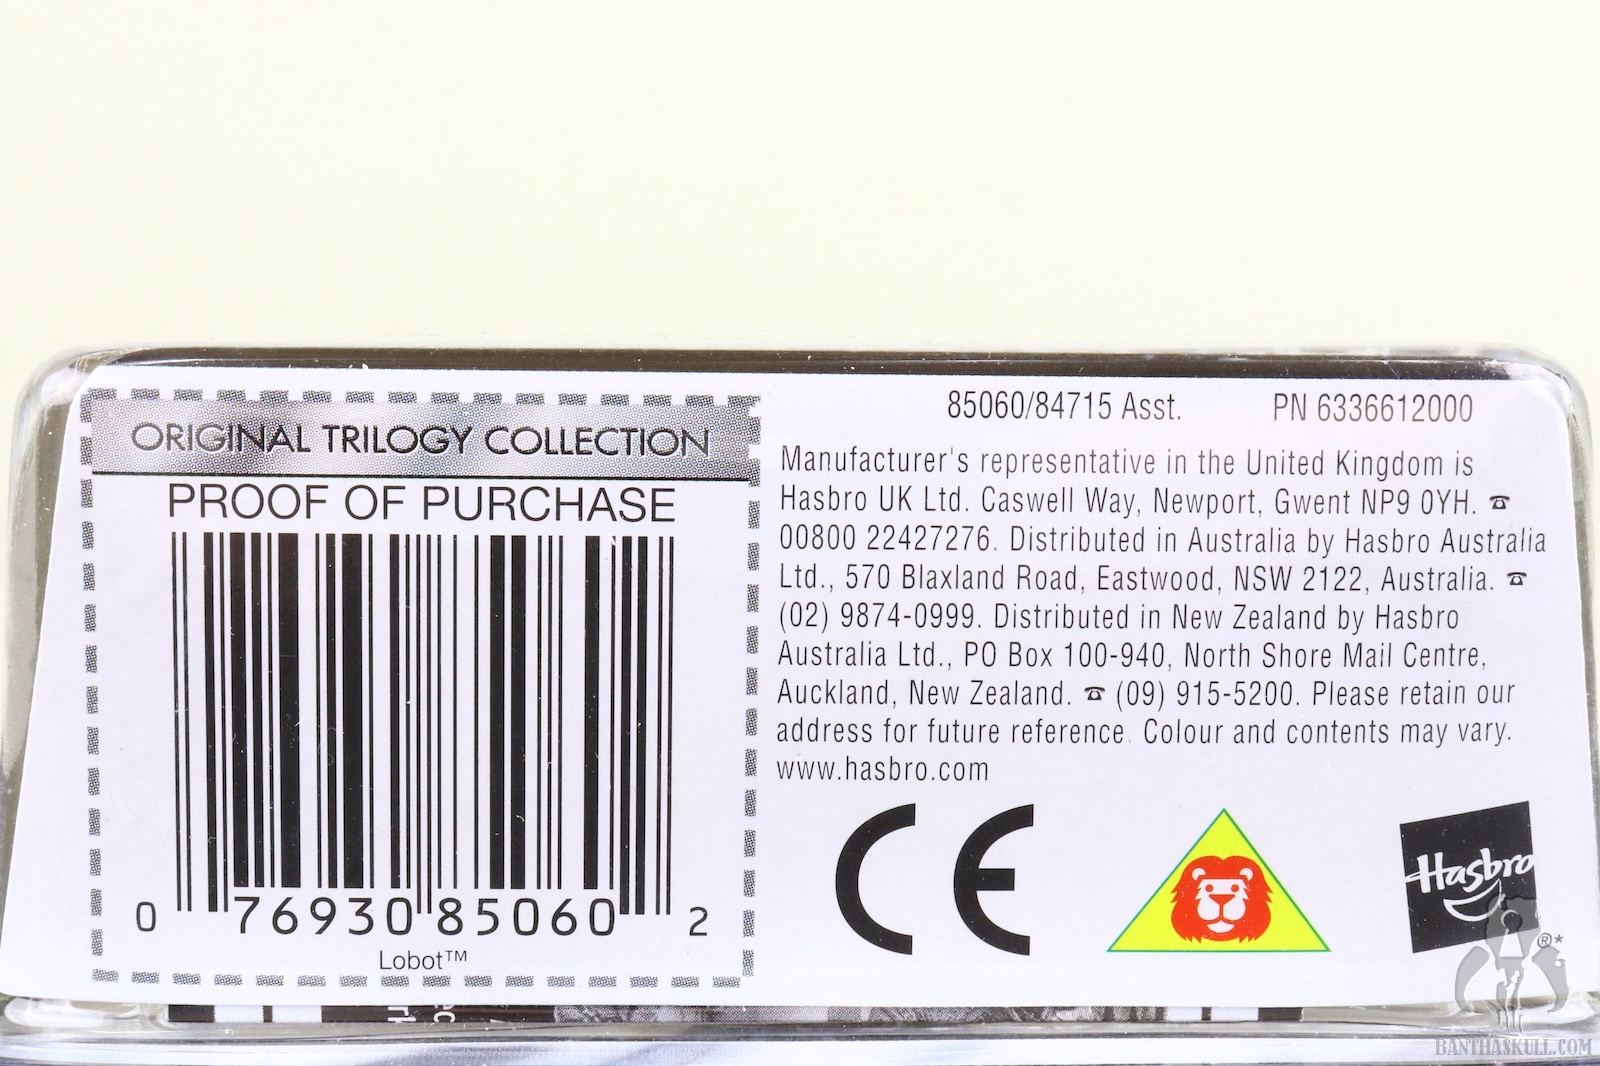 ORIGINAL TRILOGY COLLECTION
PROOF OF PURCHASE
0 76930 85060 2
Lobot™
85060/84715 Asst. PN 6336612000
Manufacturer's representative in the United Kingdom is
Hasbro UK Ltd. Caswell Way, Newport, Gwent NP9 0YH. ☎
00800 22427276. Distributed in Australia by Hasbro Australia
Ltd., 570 Blaxland Road, Eastwood, NSW 2122, Australia. ☎
(02) 9874-0999. Distributed in New Zealand by Hasbro
Australia Ltd., PO Box 100-940, North Shore Mail Centre,
Auckland, New Zealand. ☎ (09) 915-5200. Please retain our
address for future reference. Colour and contents may vary.
www.hasbro.com
CE
Hasbro
®*
BANTHASKULL.COM